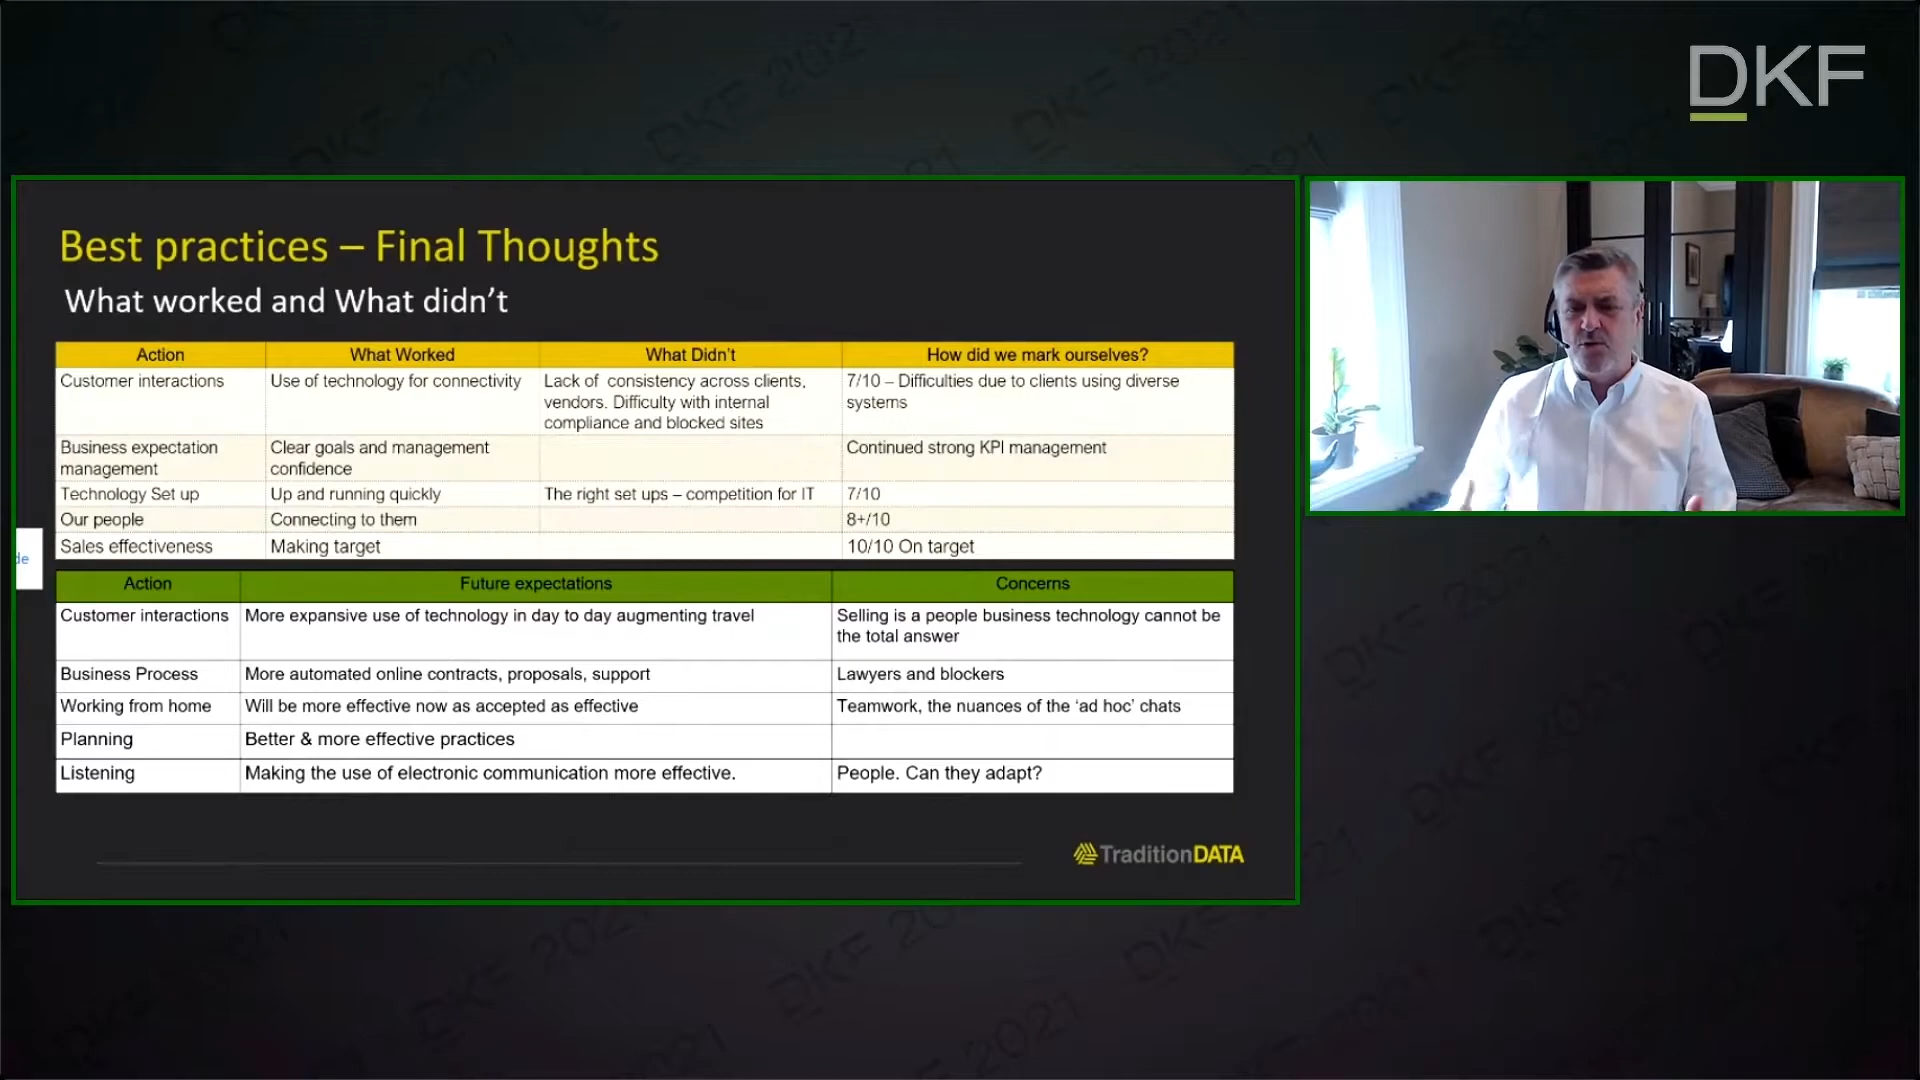 DKF
Best practices – Final Thoughts
What worked and What didn't
Action What Worked What Didn't How did we mark ourselves?
Customer interactions Use of technology for connectivity Lack of consistency across clients, 7/10 – Difficulties due to clients using diverse
vendors. Difficulty with internal systems
compliance and blocked sites
Business expectation Clear goals and management Continued strong KPI management
management confidence
Technology Set up Up and running quickly The right set ups – competition for IT 7/10
Our people Connecting to them 8+/10
Sales effectiveness Making target 10/10 On target
de
Action Future expectations Concerns
Customer interactions More expansive use of technology in day to day augmenting travel Selling is a people business technology cannot be
the total answer
Business Process More automated online contracts, proposals, support Lawyers and blockers
Working from home Will be more effective now as accepted as effective Teamwork, the nuances of the 'ad hoc' chats
Planning Better & more effective practices
Listening Making the use of electronic communication more effective. People. Can they adapt?
TraditionDATA